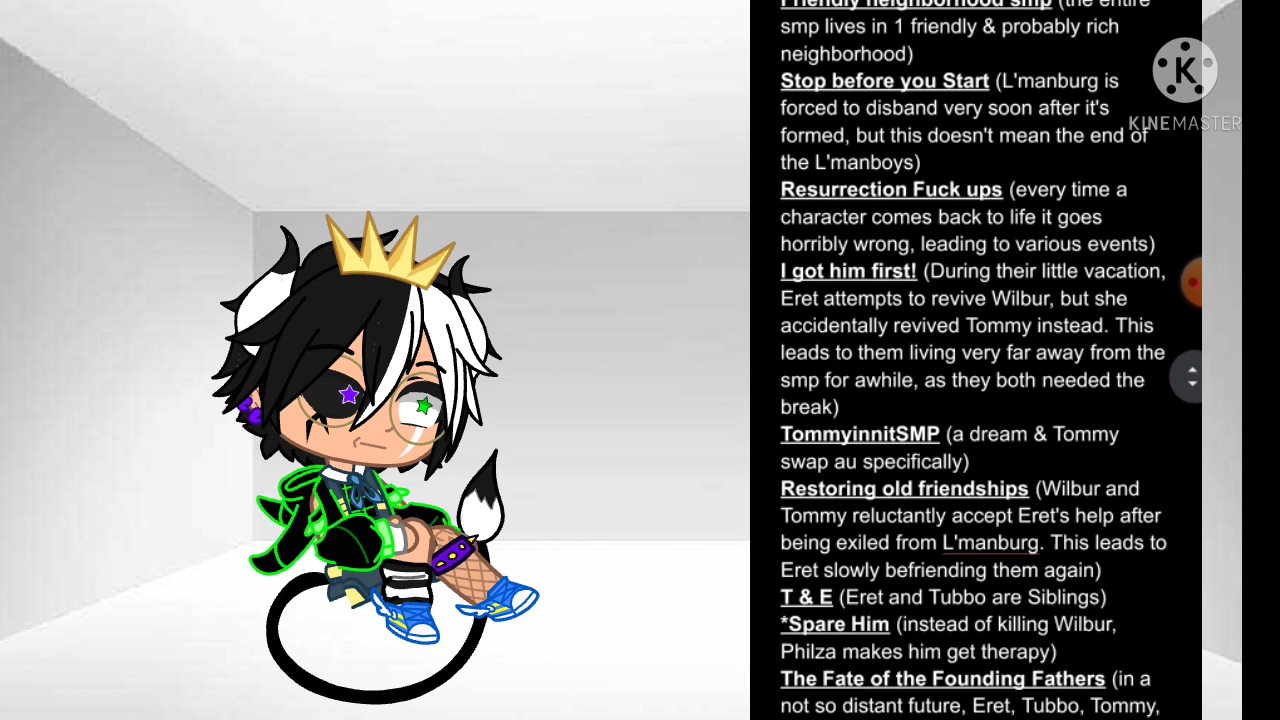 Friendly neighborhood smp (the entire
smp lives in 1 friendly & probably rich
neighborhood)
Stop before you Start (L'manburg is
forced to disband very soon after it's
formed, but this doesn't mean the end of
the L'manboys)
Resurrection Fuck ups (every time a
character comes back to life it goes
horribly wrong, leading to various events)
I got him first! (During their little vacation,
Eret attempts to revive Wilbur, but she
accidentally revived Tommy instead. This
leads to them living very far away from the
smp for awhile, as they both needed the
break)
TommyinnitSMP (a dream & Tommy
swap au specifically)
Restoring old friendships (Wilbur and
Tommy reluctantly accept Eret's help after
being exiled from L'manburg. This leads to
Eret slowly befriending them again)
T & E (Eret and Tubbo are Siblings)
*Spare Him (instead of killing Wilbur,
Philza makes him get therapy)
The Fate of the Founding Fathers (in a
not so distant future, Eret, Tubbo, Tommy,
K
KINEMASTER